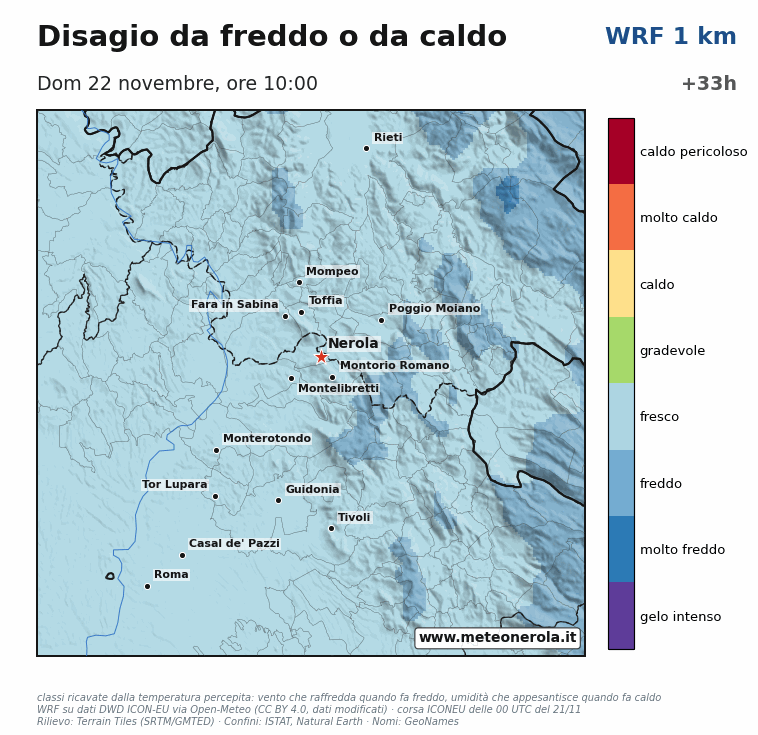 Disagio da freddo o da caldo
WRF 1 km
Dom 22 novembre, ore 10:00
+33h
Rieti
Mompeo
Toffia
Fara in Sabina
Poggio Moiano
Nerola
Montorio Romano
Montelibretti
Monterotondo
Tor Lupara
Guidonia
Tivoli
Casal de' Pazzi
Roma
www.meteonerola.it
caldo pericoloso
molto caldo
caldo
gradevole
fresco
freddo
molto freddo
gelo intenso
classi ricavate dalla temperatura percepita: vento che raffredda quando fa freddo, umidità che appesantisce quando fa caldo
WRF su dati DWD ICON-EU via Open-Meteo (CC BY 4.0, dati modificati) · corsa ICONEU delle 00 UTC del 21/11
Rilievo: Terrain Tiles (SRTM/GMTED) · Confini: ISTAT, Natural Earth · Nomi: GeoNames